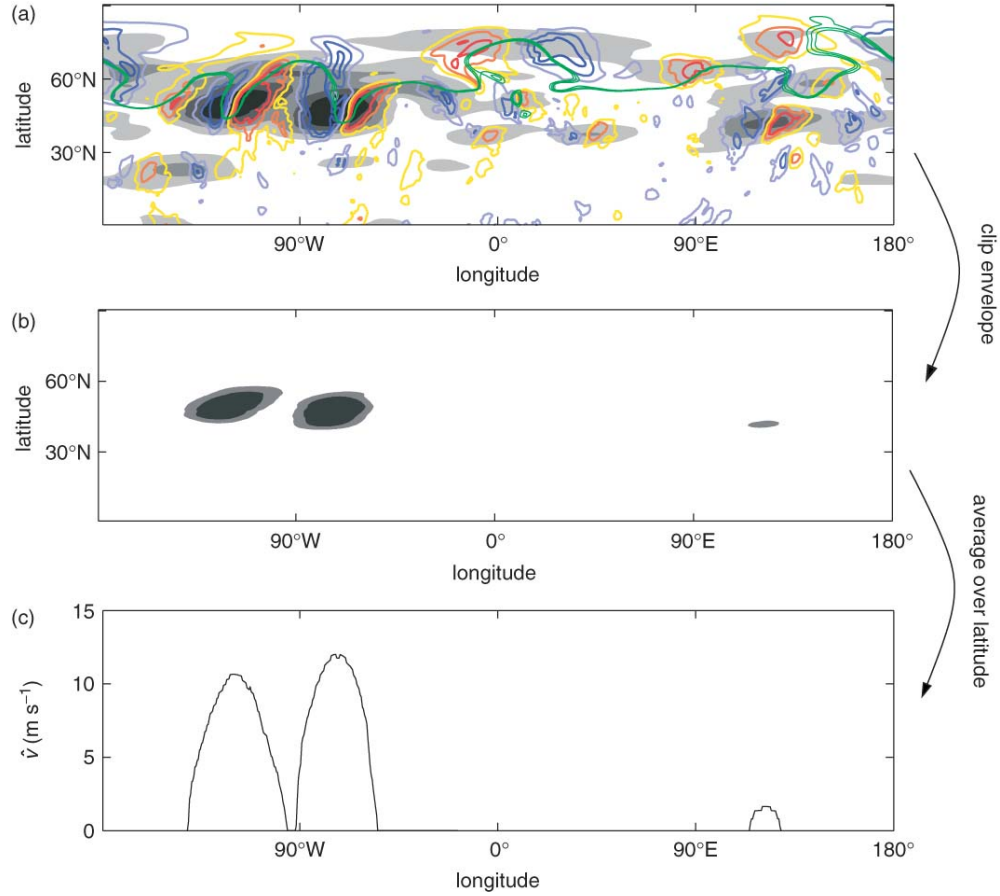 (a)
60°N
30°N
latitude
90°W 0° 90°E 180°
longitude
clip envelope
(b)
60°N
30°N
latitude
90°W 0° 90°E 180°
longitude
average over latitude
(c)
15
10
5
0
v̂ (m s⁻¹)
90°W 0° 90°E 180°
longitude